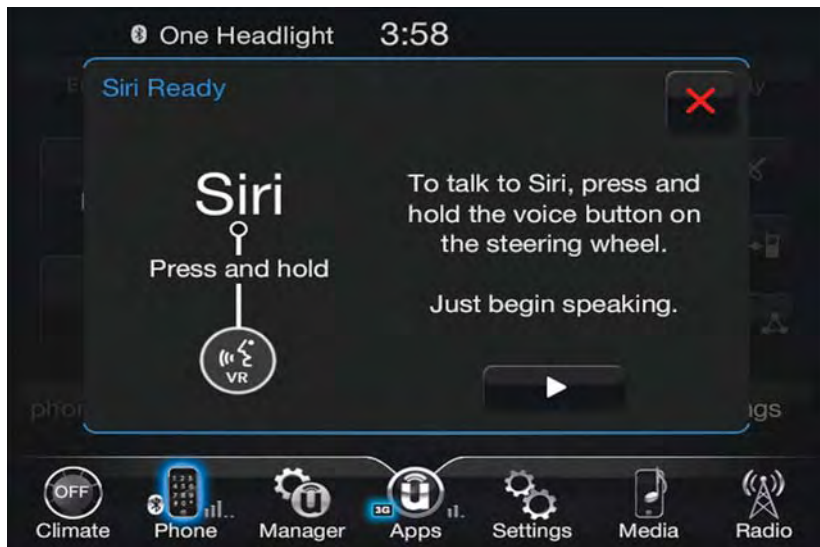 One Headlight 3:58
Siri Ready
Siri
Press and hold
VR
To talk to Siri, press and
hold the voice button on
the steering wheel.
Just begin speaking.
OFF
3G
Climate Phone Manager Apps Settings Media Radio